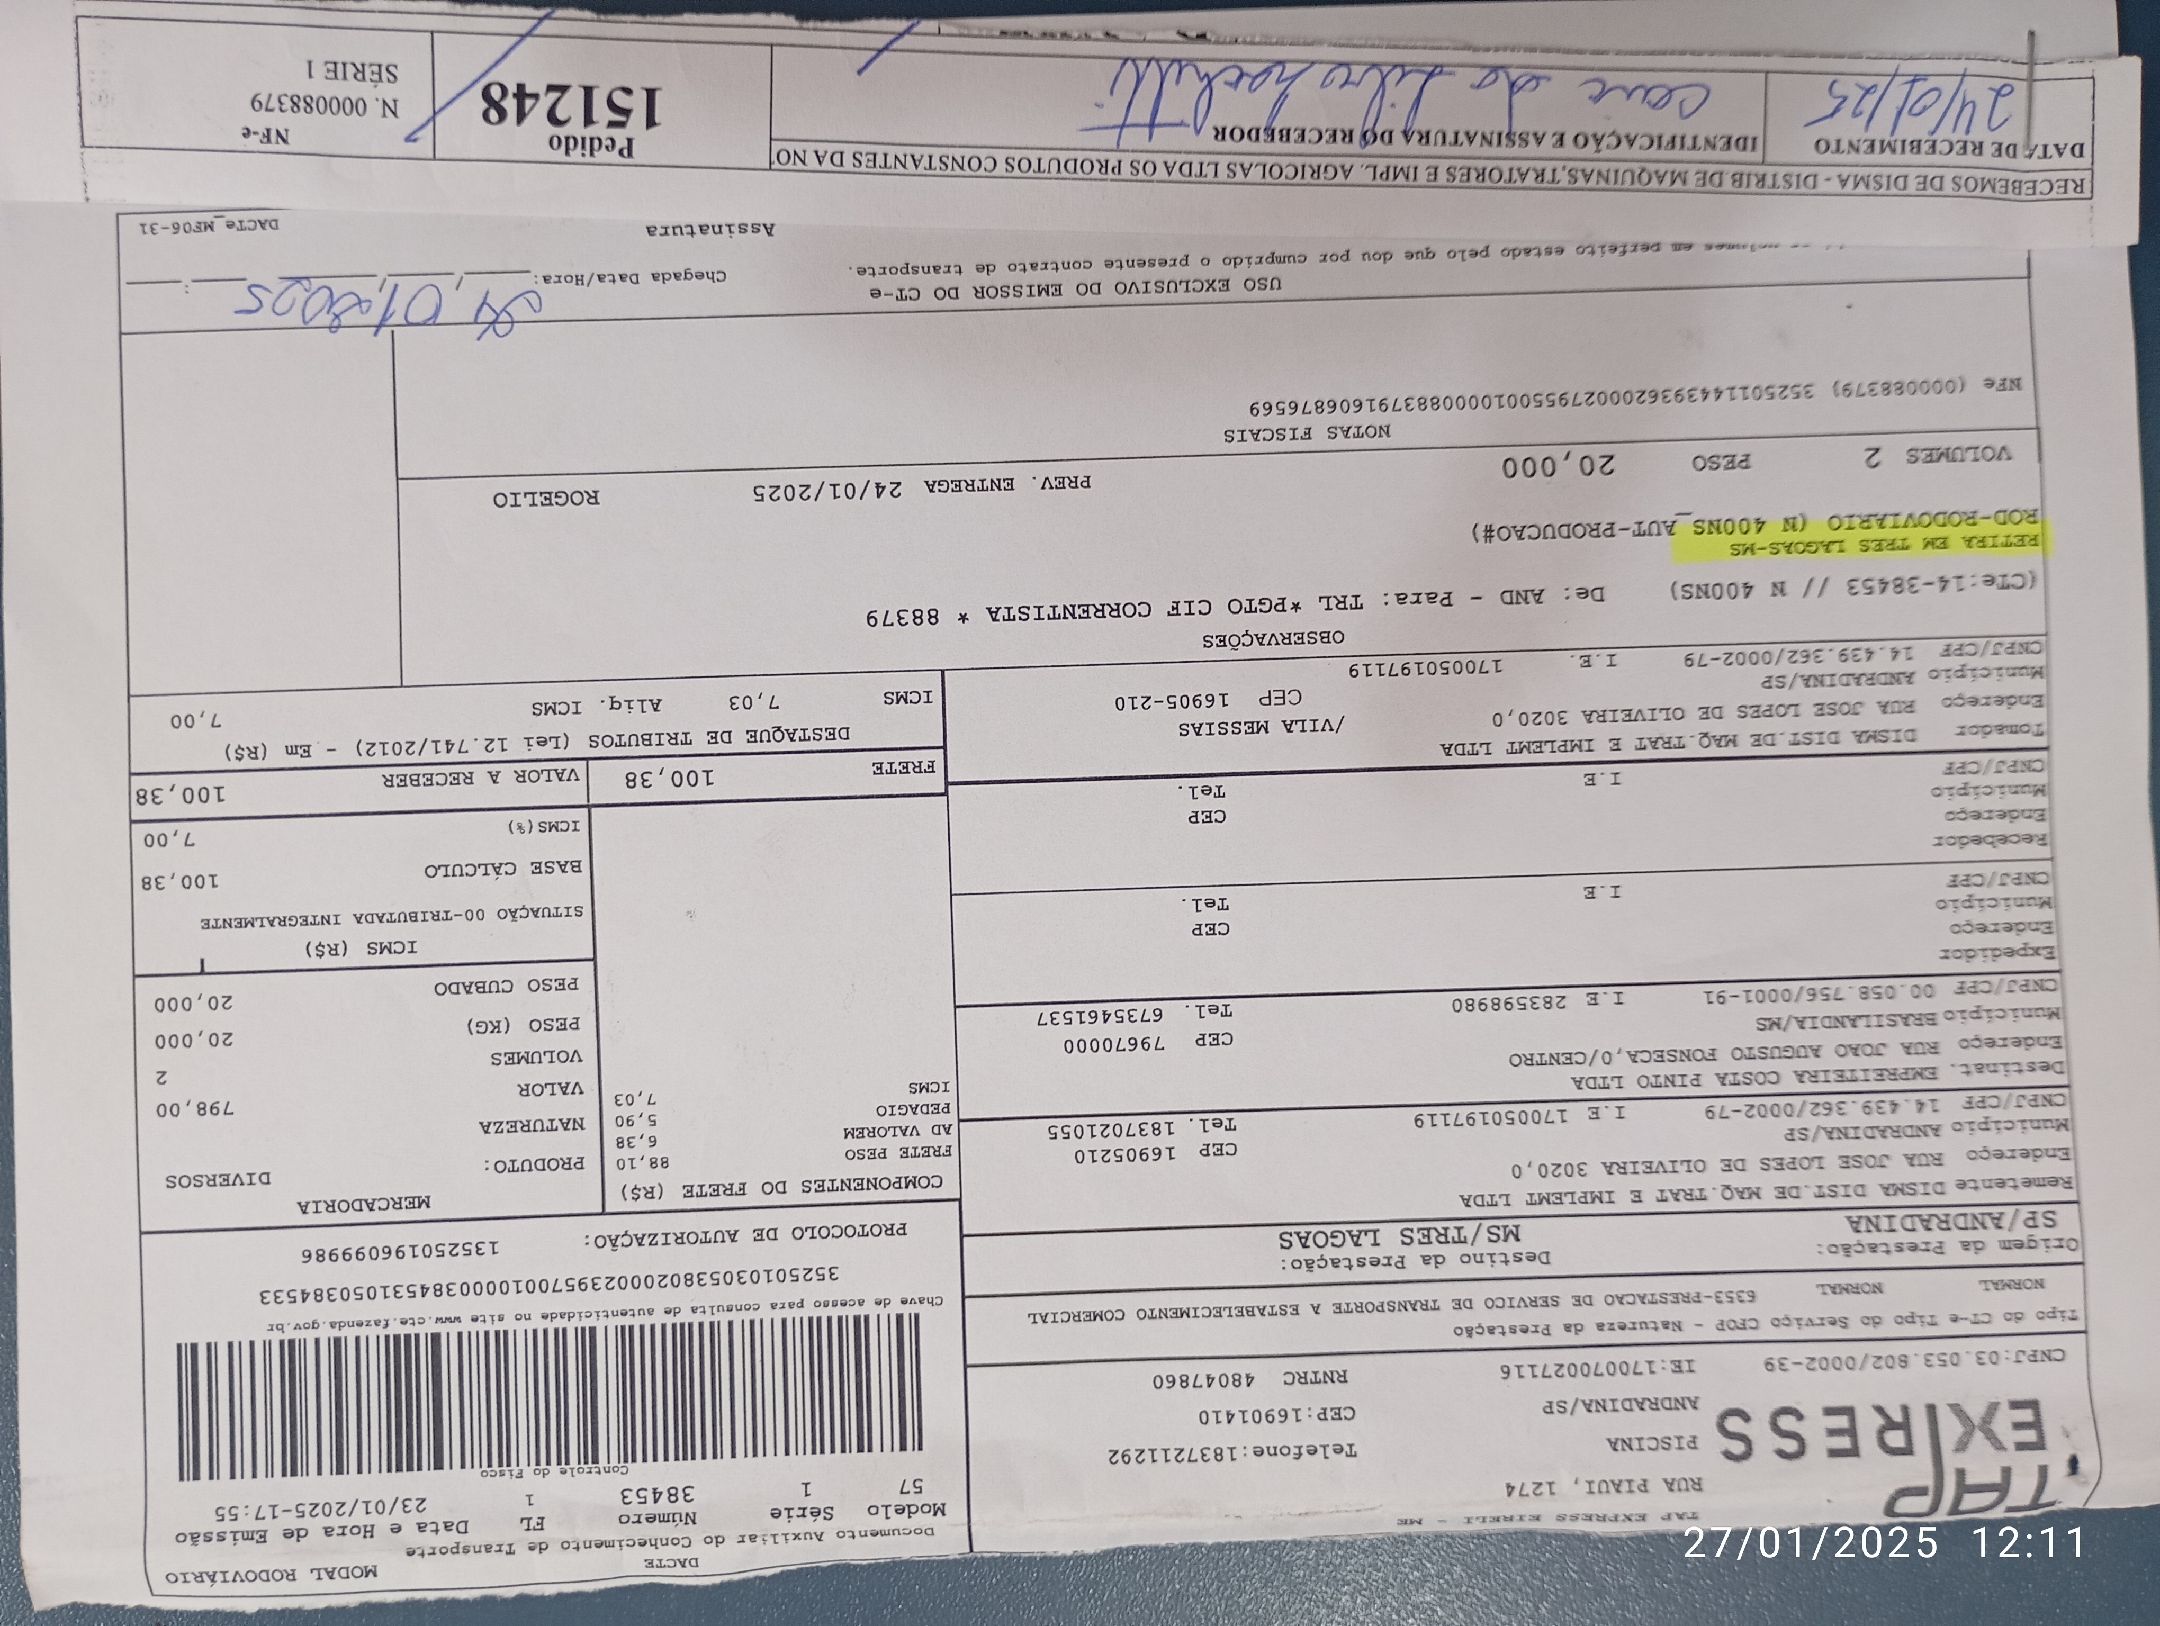 DACTE
MODAL RODOVIÁRIO
Documento Auxiliar do Conhecimento de Transporte
Modelo Série Número FL Data e Hora de Emissão
57 1 38453 1 23/01/2025-17:55
Controle do Fisco
TAP EXPRESS
TAP EXPRESS EIRELI - ME
RUA PIAUI, 1274
PISCINA Telefone:1837211292
ANDRADINA/SP CEP:16901410
CNPJ:03.053.802/0002-39 IE:170070027116 RNTRC 48047860
Chave de acesso para consulta de autenticidade no site www.cte.fazenda.gov.br
35250103053802000239570010000384531050384533
PROTOCOLO DE AUTORIZAÇÃO: 135250196099986
Tipo do CT-e Tipo do Serviço CFOP - Natureza da Prestação
NORMAL NORMAL 6353-PRESTACAO DE SERVICO DE TRANSPORTE A ESTABELECIMENTO COMERCIAL
Origem da Prestação: Destino da Prestação:
SP/ANDRADINA MS/TRES LAGOAS
Remetente DISMA DIST.DE MAQ.TRAT E IMPLEMT LTDA
Endereço RUA JOSE LOPES DE OLIVEIRA 3020,0
Município ANDRADINA/SP CEP 16905210
CNPJ/CPF 14.439.362/0002-79 I.E 170050197119 Tel. 1837021055
Destinat. EMPREITEIRA COSTA PINTO LTDA
Endereço RUA JOAO AUGUSTO FONSECA,0/CENTRO
Município BRASILANDIA/MS CEP 79670000
CNPJ/CPF 00.058.756/0001-91 I.E 283598980 Tel. 6735461537
Expedidor
Endereço
Município CEP
CNPJ/CPF I.E Tel.
Recebedor
Endereço
Município CEP
CNPJ/CPF I.E Tel.
Tomador DISMA DIST.DE MAQ.TRAT E IMPLEMT LTDA
Endereço RUA JOSE LOPES DE OLIVEIRA 3020,0 /VILA MESSIAS
Município ANDRADINA/SP CEP 16905-210
CNPJ/CPF 14.439.362/0002-79 I.E. 170050197119
COMPONENTES DO FRETE (R$)
FRETE PESO 88,10
AD VALOREM 6,38
PEDAGIO 5,90
ICMS 7,03
MERCADORIA
PRODUTO: DIVERSOS
NATUREZA
VALOR 798,00
VOLUMES 2
PESO (KG) 20,000
PESO CUBADO 20,000
ICMS (R$)
SITUAÇÃO 00-TRIBUTADA INTEGRALMENTE
BASE CÁLCULO 100,38
ICMS(%) 7,00
FRETE 100,38 VALOR A RECEBER 100,38
DESTAQUE DE TRIBUTOS (Lei 12.741/2012) - Em (R$)
ICMS 7,03 Aliq. ICMS 7,00
OBSERVAÇÕES
(CTe:14-38453 // N 400NS) De: AND - Para: TRL *PGTO CIF CORRENTISTA * 88379
RETIRA EM TRES LAGOAS-MS
ROD-RODOVIARIO (N 400NS_AUT-PRODUCAO#)
PREV. ENTREGA 24/01/2025 ROGELIO
VOLUMES 2 PESO 20,000
NOTAS FISCAIS
NFe (00088379) 35250114439362000279550010000883791606876569
USO EXCLUSIVO DO EMISSOR DO CT-e
volumes em perfeito estado pelo que dou por cumprido o presente contrato de transporte.
Chegada Data/Hora: 24 01 2025
Assinatura
DACTe_MF06-31
RECEBEMOS DE DISMA - DISTRIB DE MAQUINAS,TRATORES E IMPL. AGRICOLAS LTDA OS PRODUTOS CONSTANTES DA NO
DATA DE RECEBIMENTO IDENTIFICAÇÃO E ASSINATURA DO RECEBEDOR
24/01/25
Pedido
151248
NF-e
N. 000088379
SÉRIE 1
27/01/2025 12:11